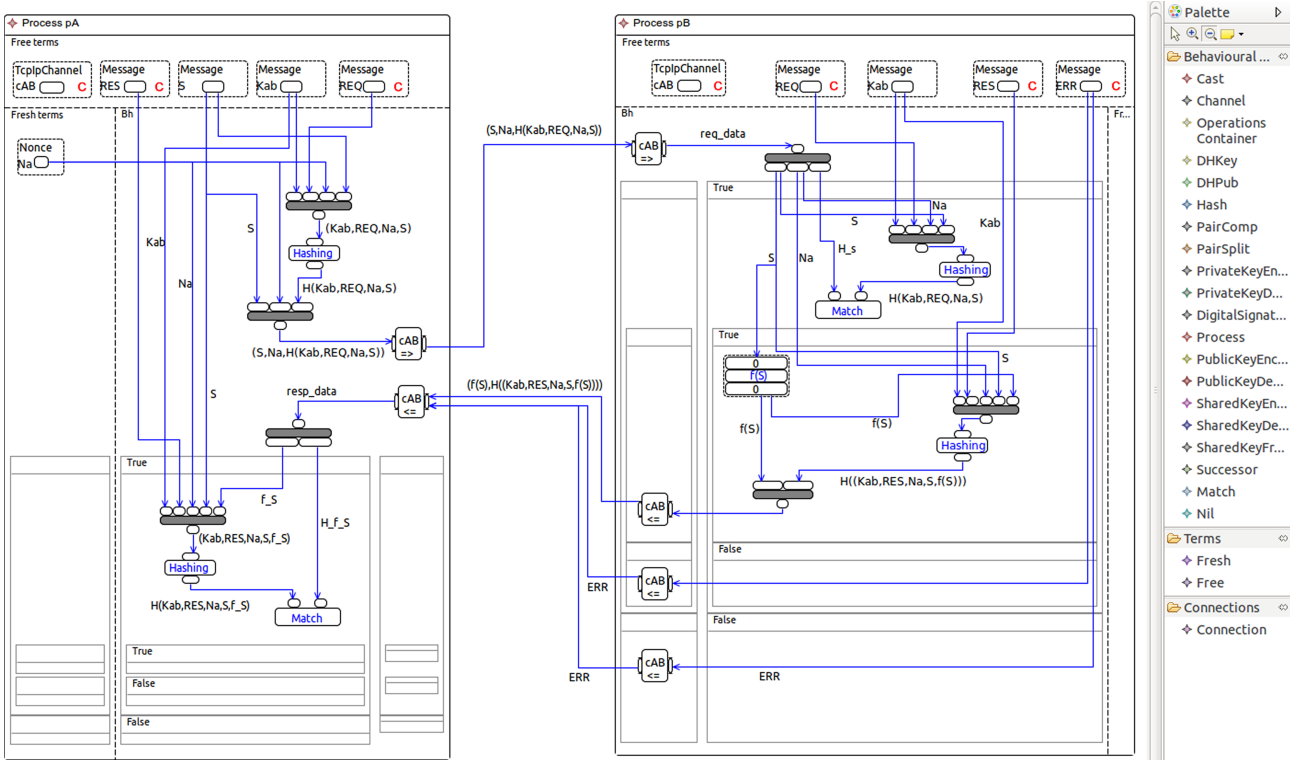 Process pA
Free terms
TcpIpChannel
cAB
C
Message
RES
C
Message
S
Message
Kab
C
Message
REQ
C
Fresh terms
Bh
Nonce
Na
Kab
Na
S
S
(Kab,REQ,Na,S)
Hashing
H(Kab,REQ,Na,S)
(S,Na,H(Kab,REQ,Na,S))
cAB
=>
resp_data
cAB
<=
True
f_S
H_f_S
(Kab,RES,Na,S,f_S)
Hashing
H(Kab,RES,Na,S,f_S)
Match
True
False
False
(S,Na,H(Kab,REQ,Na,S))
(f(S),H((Kab,RES,Na,S,f(S))))
ERR
ERR
Process pB
Free terms
TcpIpChannel
cAB
C
Message
REQ
C
Message
Kab
Message
RES
C
Message
ERR
C
Bh
Fr...
cAB
=>
req_data
True
Na
S
Kab
H_s
S
Na
Hashing
H(Kab,REQ,Na,S)
Match
True
0
f(S)
0
S
f(S)
f(S)
Hashing
H((Kab,RES,Na,S,f(S)))
cAB
<=
False
cAB
<=
False
cAB
<=
ERR
Palette
Behavioural ...
Cast
Channel
Operations
Container
DHKey
DHPub
Hash
PairComp
PairSplit
PrivateKeyEn...
PrivateKeyD...
DigitalSignat...
Process
PublicKeyEnc...
PublicKeyDe...
SharedKeyEn...
SharedKeyDe...
SharedKeyFr...
Successor
Match
Nil
Terms
Fresh
Free
Connections
Connection